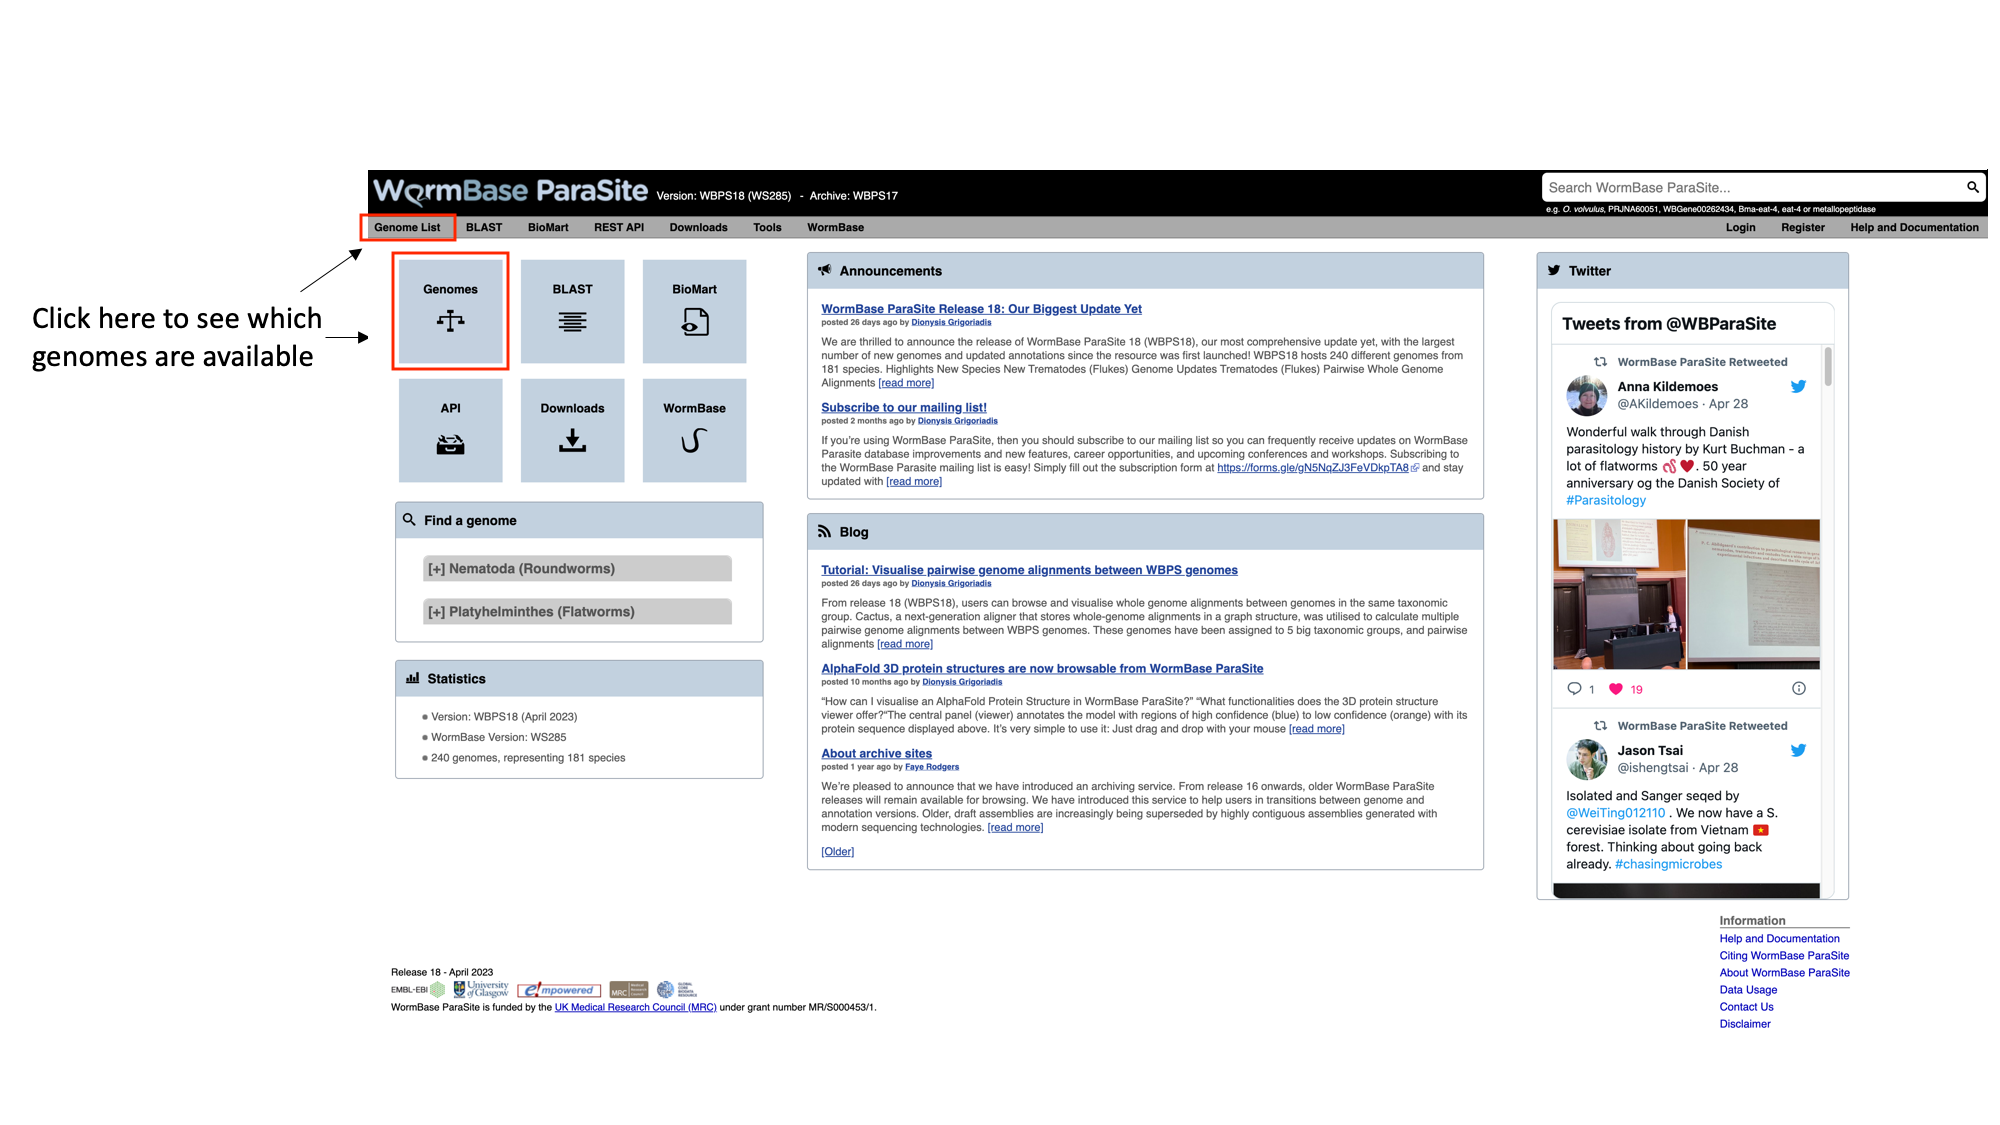 WormBase ParaSite Version: WBPS18 (WS285) - Archive: WBPS17
Search WormBase ParaSite...
e.g. O. volvulus, PRJNA60051, WBGene00262434, Bma-eat-4, eat-4 or metallopeptidase
Genome List BLAST BioMart REST API Downloads Tools WormBase
Login Register Help and Documentation
Click here to see which
genomes are available
Genomes
BLAST
BioMart
API
Downloads
WormBase
Find a genome
[+] Nematoda (Roundworms)
[+] Platyhelminthes (Flatworms)
Statistics
Version: WBPS18 (April 2023)
WormBase Version: WS285
240 genomes, representing 181 species
Announcements
WormBase ParaSite Release 18: Our Biggest Update Yet
posted 26 days ago by Dionysis Grigoriadis
We are thrilled to announce the release of WormBase ParaSite 18 (WBPS18), our most comprehensive update yet, with the largest
number of new genomes and updated annotations since the resource was first launched! WBPS18 hosts 240 different genomes from
181 species. Highlights New Species New Trematodes (Flukes) Genome Updates Trematodes (Flukes) Pairwise Whole Genome
Alignments [read more]
Subscribe to our mailing list!
posted 2 months ago by Dionysis Grigoriadis
If you're using WormBase ParaSite, then you should subscribe to our mailing list so you can frequently receive updates on WormBase
Parasite database improvements and new features, career opportunities, and upcoming conferences and workshops. Subscribing to
the WormBase Parasite mailing list is easy! Simply fill out the subscription form at https://forms.gle/gN5NqZJ3FeVDkpTA8 and stay
updated with [read more]
Blog
Tutorial: Visualise pairwise genome alignments between WBPS genomes
posted 26 days ago by Dionysis Grigoriadis
From release 18 (WBPS18), users can browse and visualise whole genome alignments between genomes in the same taxonomic
group. Cactus, a next-generation aligner that stores whole-genome alignments in a graph structure, was utilised to calculate multiple
pairwise genome alignments between WBPS genomes. These genomes have been assigned to 5 big taxonomic groups, and pairwise
alignments [read more]
AlphaFold 3D protein structures are now browsable from WormBase ParaSite
posted 10 months ago by Dionysis Grigoriadis
“How can I visualise an AlphaFold Protein Structure in WormBase ParaSite?” “What functionalities does the 3D protein structure
viewer offer?“The central panel (viewer) annotates the model with regions of high confidence (blue) to low confidence (orange) with its
protein sequence displayed above. It's very simple to use it: Just drag and drop with your mouse [read more]
About archive sites
posted 1 year ago by Faye Rodgers
We're pleased to announce that we have introduced an archiving service. From release 16 onwards, older WormBase ParaSite
releases will remain available for browsing. We have introduced this service to help users in transitions between genome and
annotation versions. Older, draft assemblies are increasingly being superseded by highly contiguous assemblies generated with
modern sequencing technologies. [read more]
[Older]
Twitter
Tweets from @WBParaSite
WormBase ParaSite Retweeted
Anna Kildemoes
@AKildemoes · Apr 28
Wonderful walk through Danish
parasitology history by Kurt Buchman - a
lot of flatworms 🪱❤️. 50 year
anniversary og the Danish Society of
#Parasitology
1 19
WormBase ParaSite Retweeted
Jason Tsai
@ishengtsai · Apr 28
Isolated and Sanger seqed by
@WeiTing012110 . We now have a S.
cerevisiae isolate from Vietnam 🇻🇳
forest. Thinking about going back
already. #chasingmicrobes
Information
Help and Documentation
Citing WormBase ParaSite
About WormBase ParaSite
Data Usage
Contact Us
Disclaimer
Release 18 - April 2023
EMBL-EBI University of Glasgow e!mpowered MRC
WormBase ParaSite is funded by the UK Medical Research Council (MRC) under grant number MR/S000453/1.